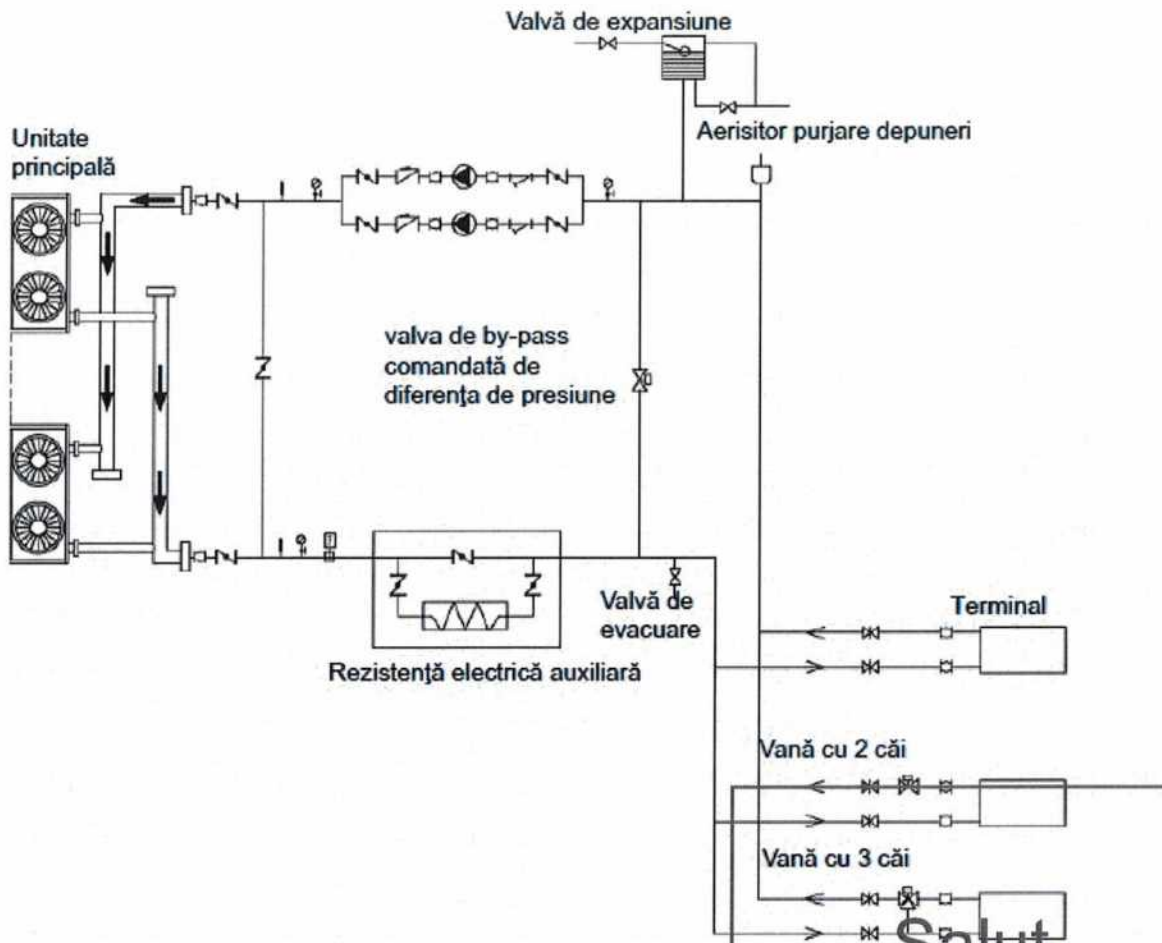 Valvă de expansiune
Aerisitor purjare depuneri
Unitate
principală
valva de by-pass
comandată de
diferența de presiune
Valvă de
evacuare
Terminal
Rezistență electrică auxiliară
Vană cu 2 căi
Vană cu 3 căi